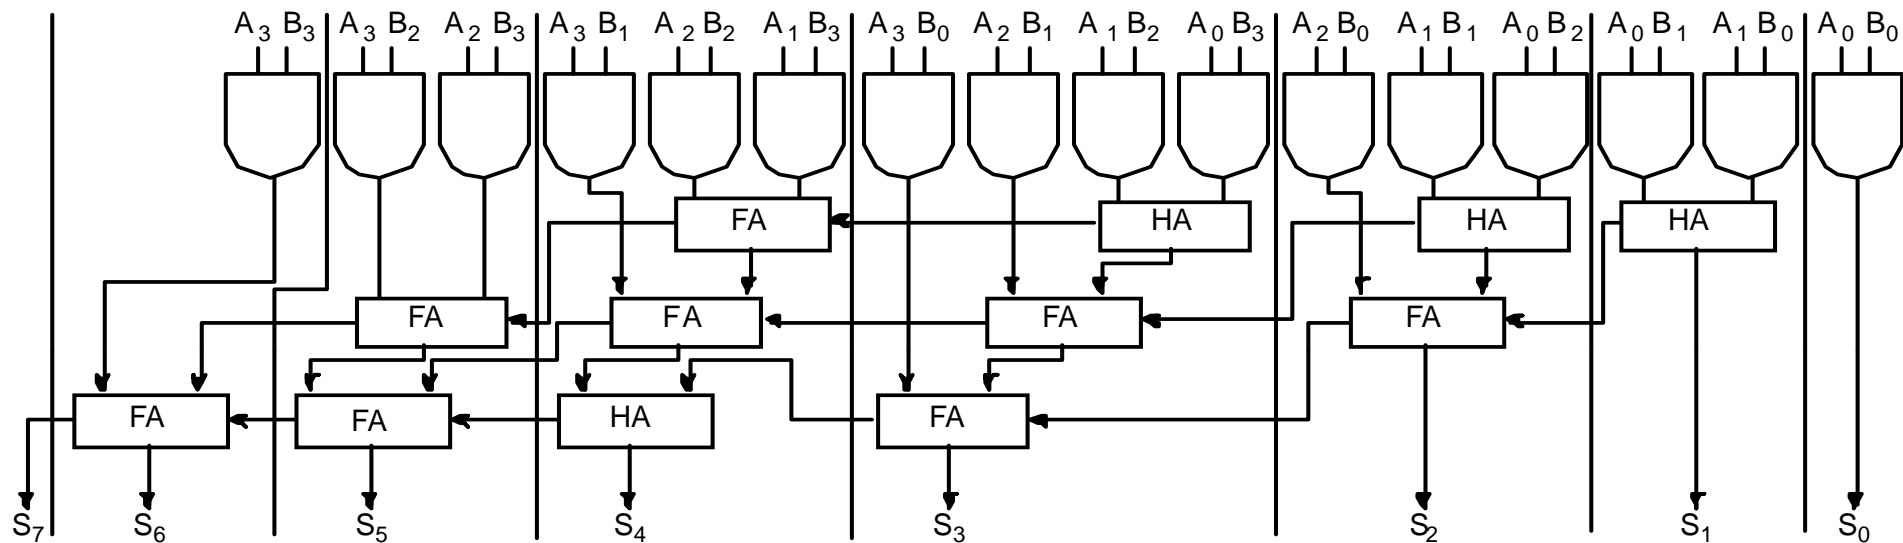 A3 B3 A3 B2 A2 B3 A3 B1 A2 B2 A1 B3 A3 B0 A2 B1 A1 B2 A0 B3 A2 B0 A1 B1 A0 B2 A0 B1 A1 B0 A0 B0
FA HA HA HA
FA FA FA FA
FA FA HA FA
S7 S6 S5 S4 S3 S2 S1 S0